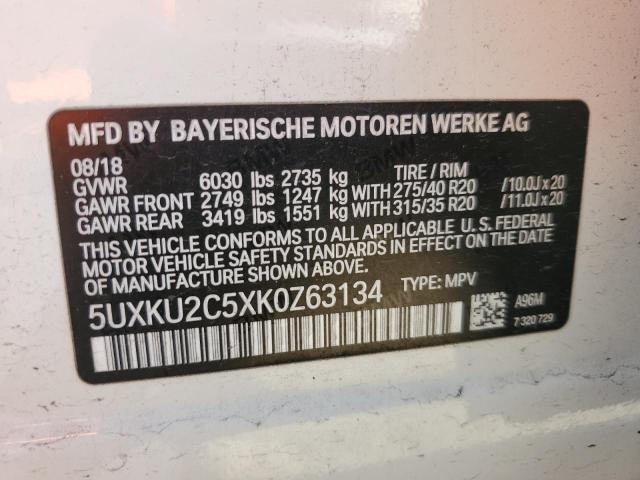 MFD BY BAYERISCHE MOTOREN WERKE AG
08/18 TIRE / RIM
GVWR 6030 lbs 2735 kg
GAWR FRONT 2749 lbs 1247 kg WITH 275/40 R20 /10.0J x 20
GAWR REAR 3419 lbs 1551 kg WITH 315/35 R20 /11.0J x 20
THIS VEHICLE CONFORMS TO ALL APPLICABLE U. S. FEDERAL
MOTOR VEHICLE SAFETY STANDARDS IN EFFECT ON THE DATE
OF MANUFACTURE SHOWN ABOVE.
5UXKU2C5XK0Z63134 TYPE: MPV
A96M
7 320 729